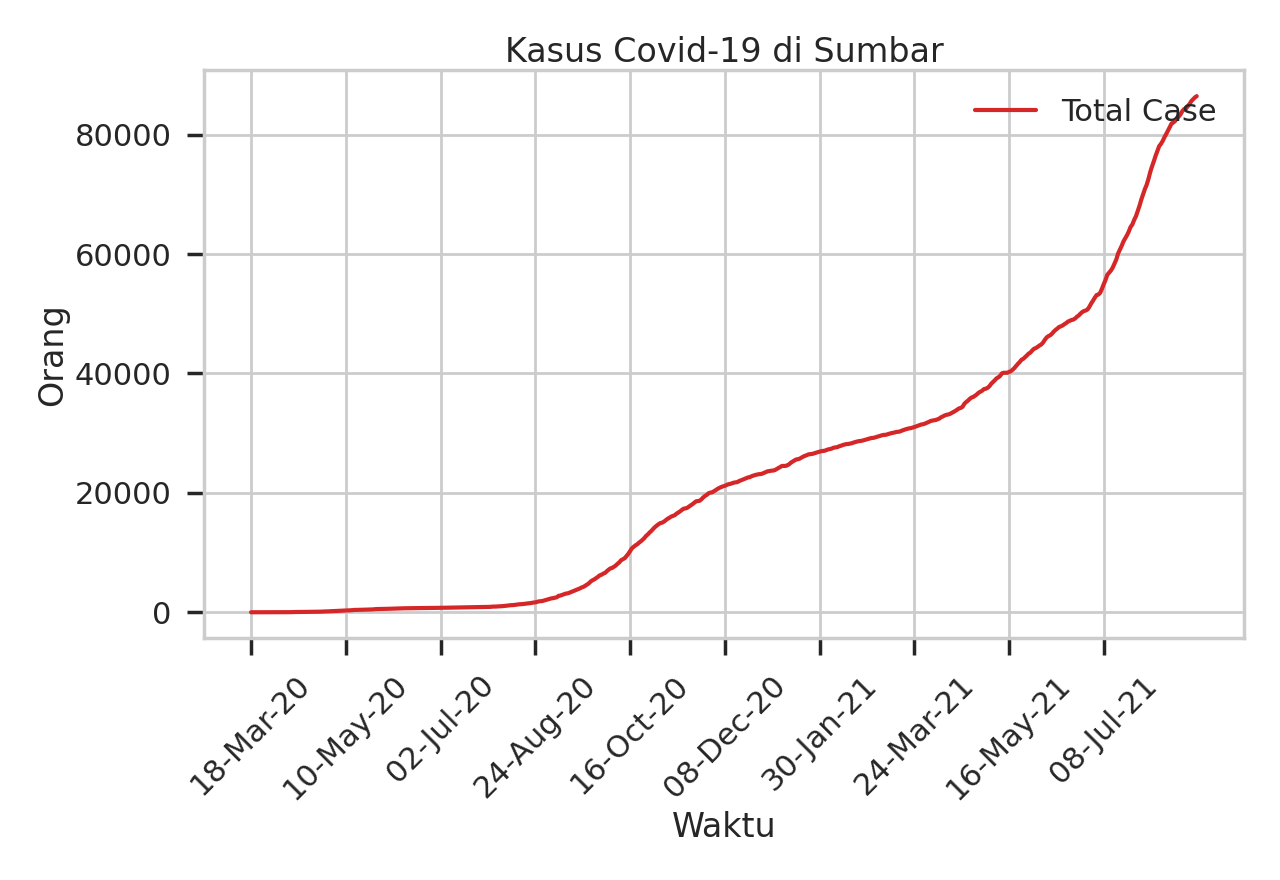 Kasus Covid-19 di Sumbar
Total Case
80000
60000
40000
20000
0
Orang
18-Mar-20
10-May-20
02-Jul-20
24-Aug-20
16-Oct-20
08-Dec-20
30-Jan-21
24-Mar-21
16-May-21
08-Jul-21
Waktu